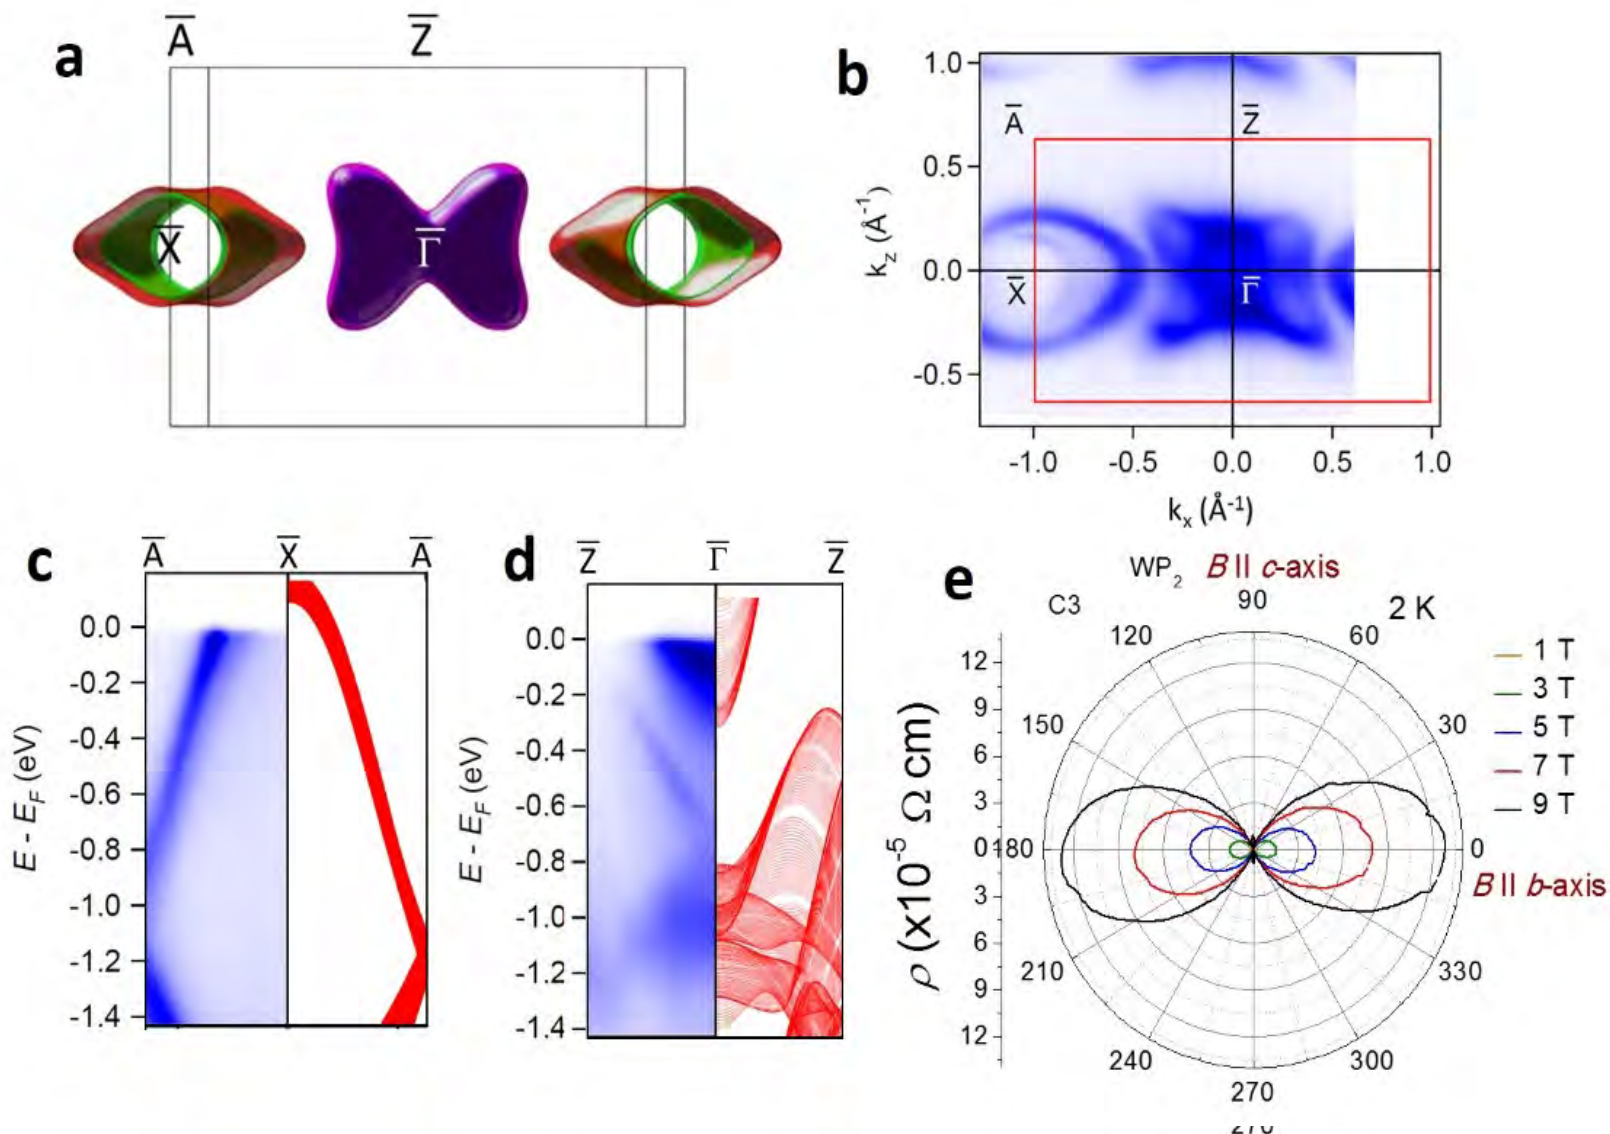 a
A̅
Z̅
X̅
Γ̅
b
1.0
0.5
0.0
-0.5
k_z (Å⁻¹)
A̅
Z̅
X̅
Γ̅
-1.0 -0.5 0.0 0.5 1.0
k_x (Å⁻¹)
c
A̅ X̅ A̅
0.0
-0.2
-0.4
-0.6
-0.8
-1.0
-1.2
-1.4
E - E_F (eV)
d
Z̅ Γ̅ Z̅
0.0
-0.2
-0.4
-0.6
-0.8
-1.0
-1.2
-1.4
E - E_F (eV)
e
WP₂ B II c-axis
C3 90 2 K
120 60
150 30
180 0
210 330
240 300
270
270
12
9
6
3
0
3
6
9
12
ρ (x10⁻⁵ Ω cm)
1 T
3 T
5 T
7 T
9 T
B II b-axis